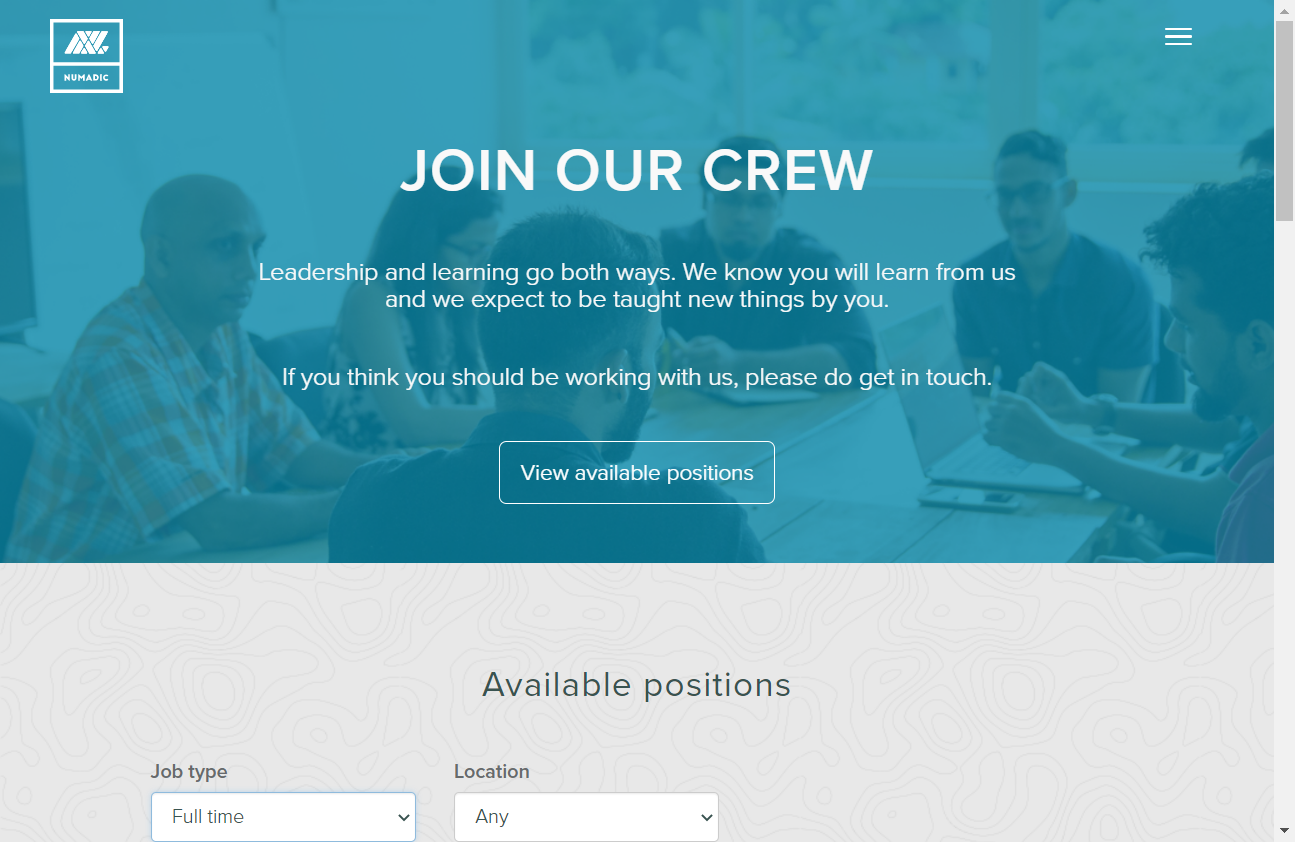 NUMADIC
JOIN OUR CREW
Leadership and learning go both ways. We know you will learn from us
and we expect to be taught new things by you.
If you think you should be working with us, please do get in touch.
View available positions
Available positions
Job type
Location
Full time
Any